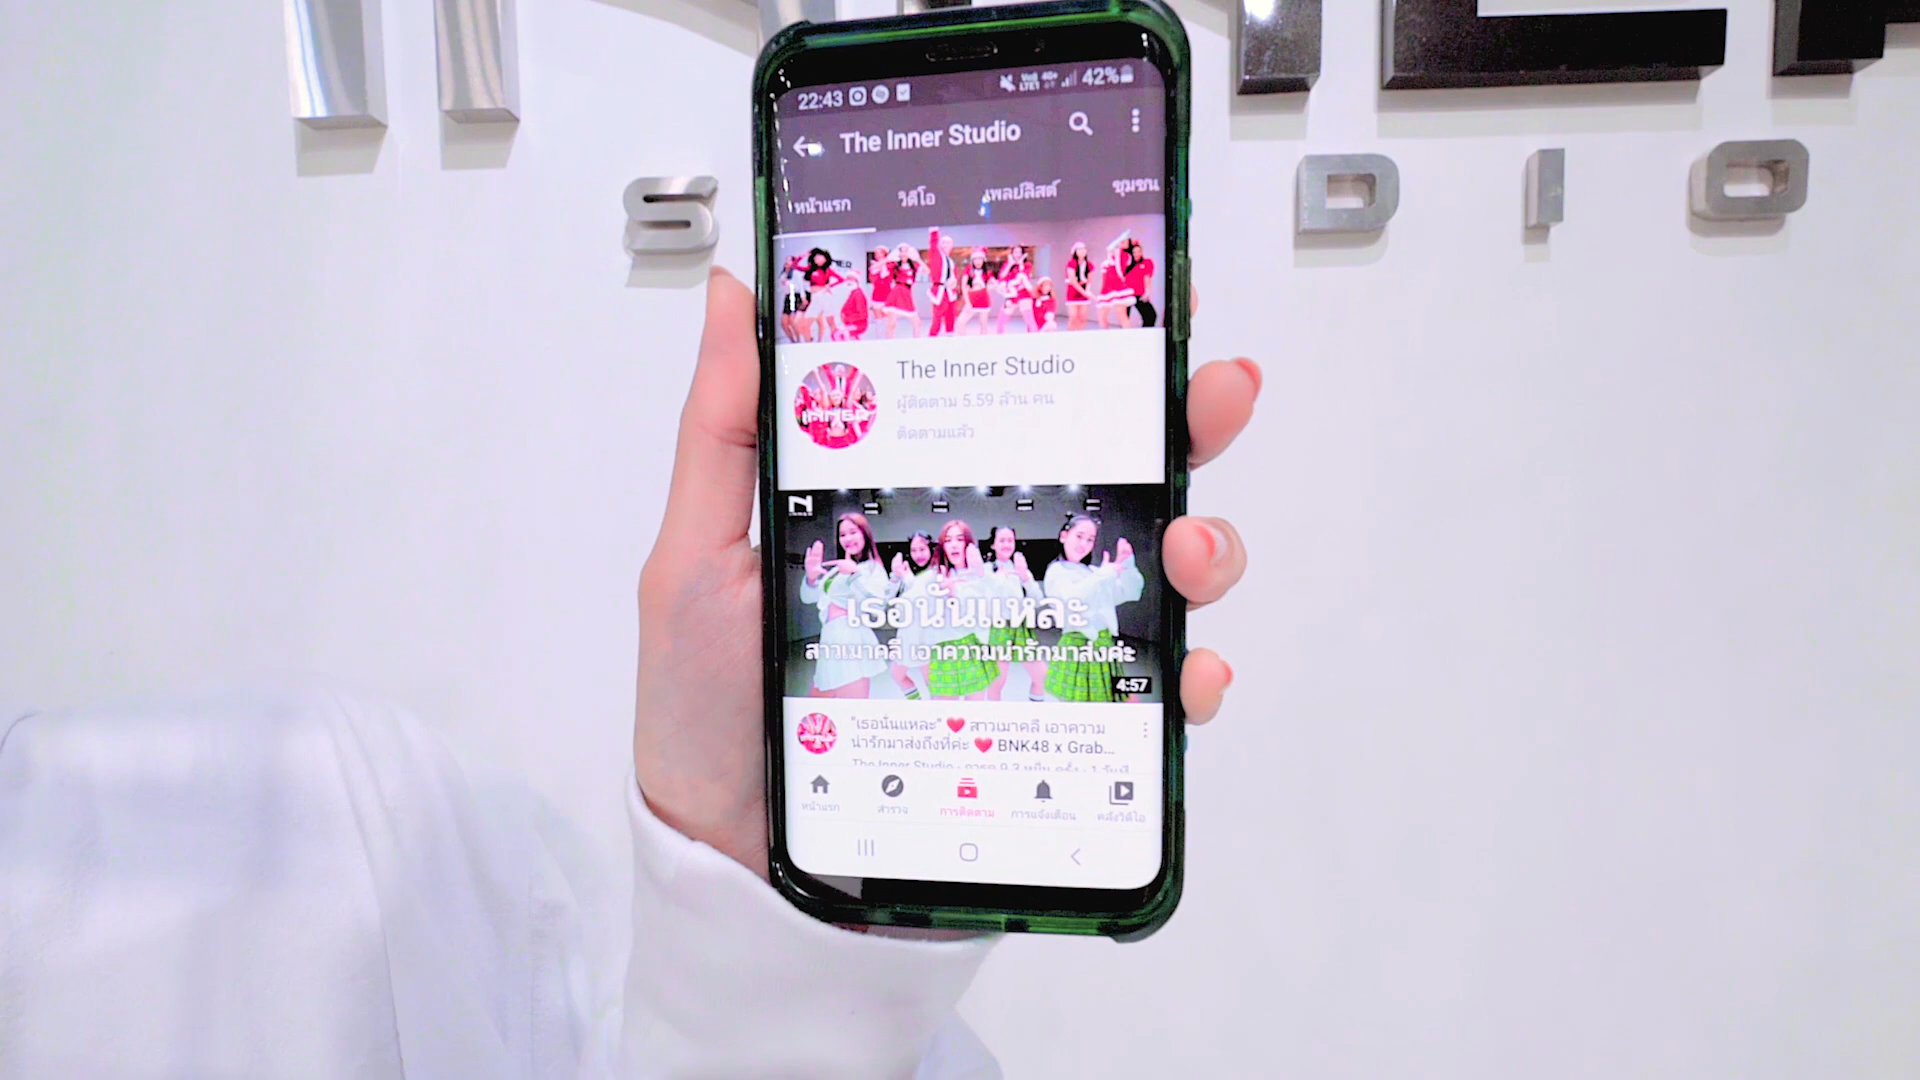 S DIO
22:43
42%
The Inner Studio
หน้าแรก
วิดีโอ
เพลย์ลิสต์
ชุมชน
The Inner Studio
ผู้ติดตาม 5.59 ล้าน คน
ติดตามแล้ว
INNER
เธอนั่นแหละ
สาวเมาคลี เอาความน่ารักมาส่งค่ะ
4:57
"เธอนั่นแหละ" ❤️ สาวเมาคลี เอาความ
น่ารักมาส่งถึงที่ค่ะ ❤️ BNK48 x Grab...
หน้าแรก
สำรวจ
การติดตาม
การแจ้งเตือน
คลังวิดีโอ